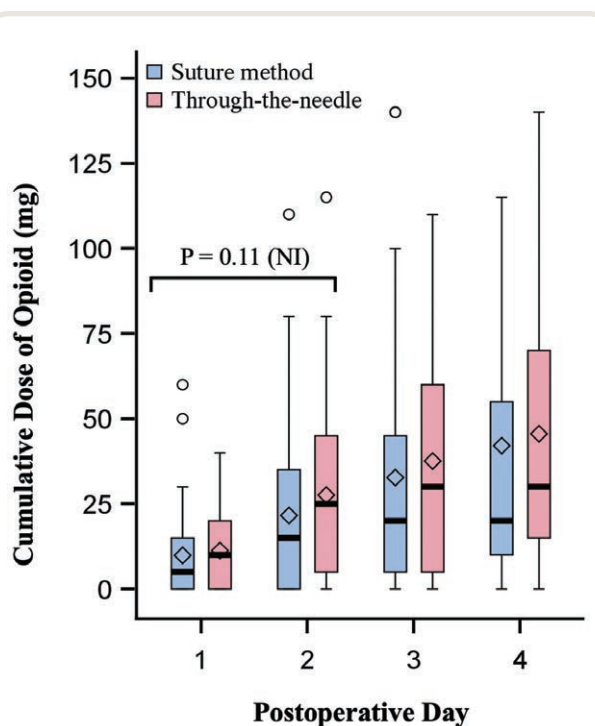 150
Suture method
Through-the-needle
125
100
P = 0.11 (NI)
75
50
25
0
Cumulative Dose of Opioid (mg)
1 2 3 4
Postoperative Day